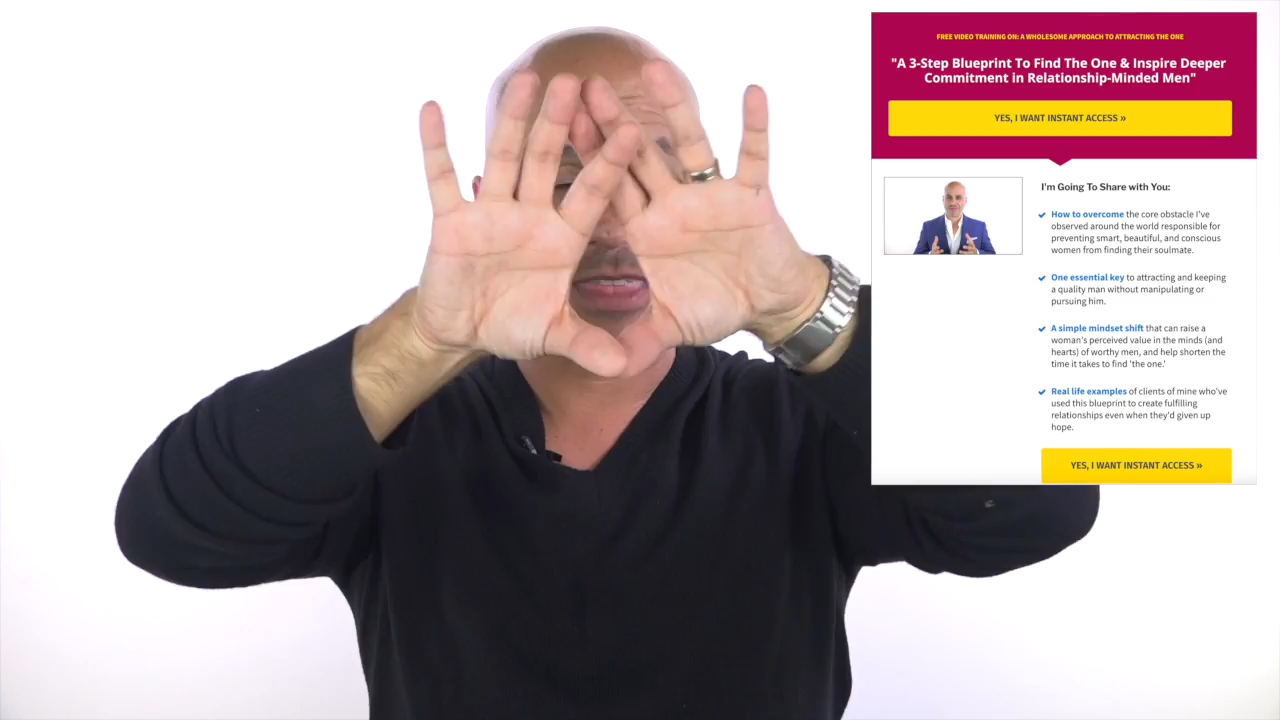 FREE VIDEO TRAINING ON: A WHOLESOME APPROACH TO ATTRACTING THE ONE
"A 3-Step Blueprint To Find The One & Inspire Deeper
Commitment in Relationship-Minded Men"
YES, I WANT INSTANT ACCESS »
I'm Going To Share with You:
How to overcome the core obstacle I've
observed around the world responsible for
preventing smart, beautiful, and conscious
women from finding their soulmate.
One essential key to attracting and keeping
a quality man without manipulating or
pursuing him.
A simple mindset shift that can raise a
woman's perceived value in the minds (and
hearts) of worthy men, and help shorten the
time it takes to find 'the one.'
Real life examples of clients of mine who've
used this blueprint to create fulfilling
relationships even when they'd given up
hope.
YES, I WANT INSTANT ACCESS »